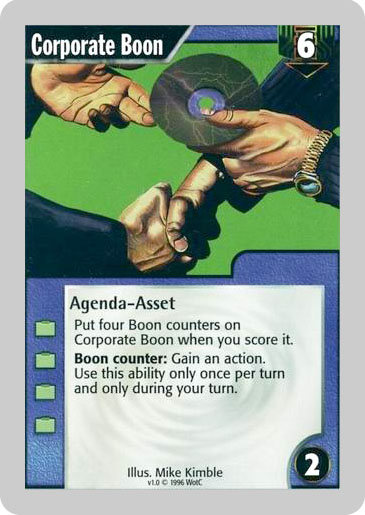 Corporate Boon
6
Agenda–Asset
Put four Boon counters on
Corporate Boon when you score it.
Boon counter: Gain an action.
Use this ability only once per turn
and only during your turn.
Illus. Mike Kimble
v1.0 © 1996 WotC
2